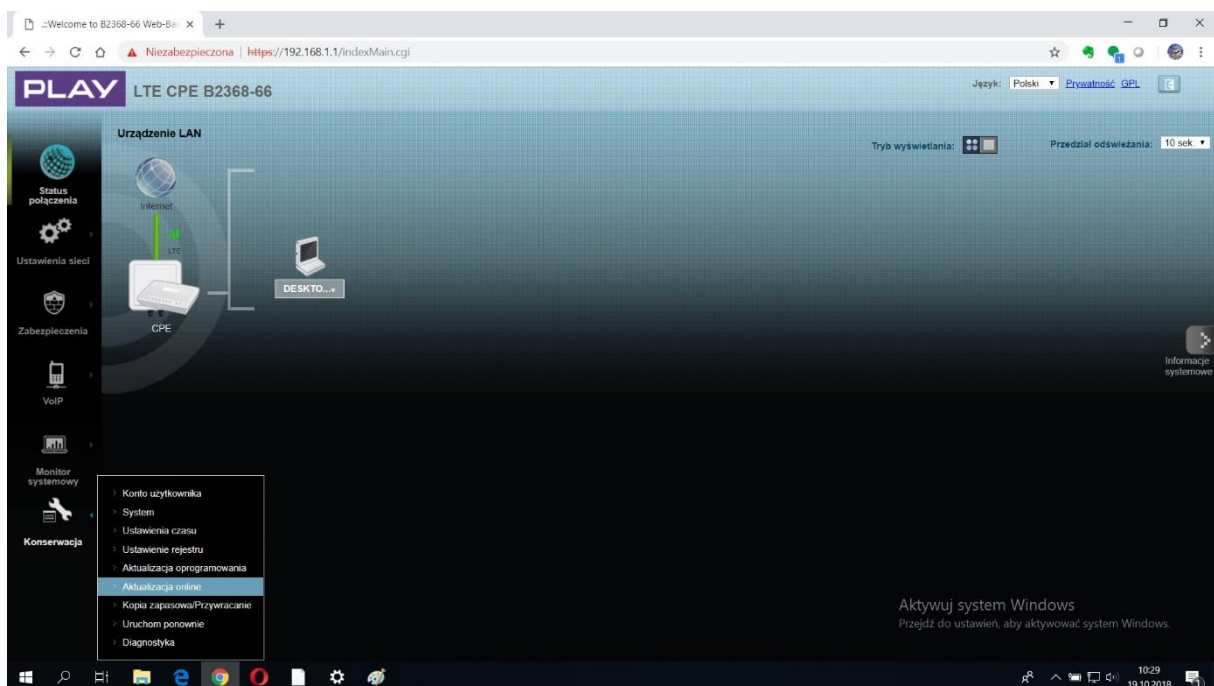 .::Welcome to B2368-66 Web-Ba
Niezabezpieczona | https://192.168.1.1/indexMain.cgi
PLAY LTE CPE B2368-66
Język: Polski Prywatność GPL
Urządzenie LAN
Tryb wyświetlania:
Przedział odświeżania: 10 sek.
Internet
LTE
CPE
DESKTO...
Status
połączenia
Ustawienia sieci
Zabezpieczenia
VoIP
Monitor
systemowy
Konserwacja
Konto użytkownika
System
Ustawienia czasu
Ustawienie rejestru
Aktualizacja oprogramowania
Aktualizacja online
Kopia zapasowa/Przywracanie
Uruchom ponownie
Diagnostyka
Informacje
systemowe
Aktywuj system Windows
Przejdź do ustawień, aby aktywować system Windows.
10:29
19.10.2018